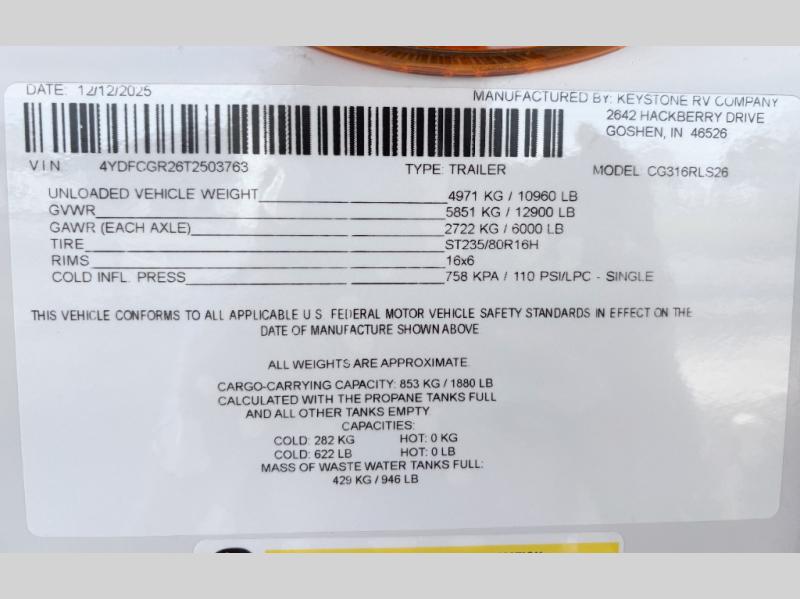 DATE: 12/12/2025
MANUFACTURED BY: KEYSTONE RV COMPANY
2642 HACKBERRY DRIVE
GOSHEN, IN 46526
VIN 4YDFCGR26T2503763 TYPE: TRAILER MODEL: CG316RLS26
UNLOADED VEHICLE WEIGHT 4971 KG / 10960 LB
GVWR 5851 KG / 12900 LB
GAWR (EACH AXLE) 2722 KG / 6000 LB
TIRE ST235/80R16H
RIMS 16x6
COLD INFL. PRESS 758 KPA / 110 PSI/LPC - SINGLE
THIS VEHICLE CONFORMS TO ALL APPLICABLE U.S. FEDERAL MOTOR VEHICLE SAFETY STANDARDS IN EFFECT ON THE
DATE OF MANUFACTURE SHOWN ABOVE
ALL WEIGHTS ARE APPROXIMATE.
CARGO-CARRYING CAPACITY: 853 KG / 1880 LB
CALCULATED WITH THE PROPANE TANKS FULL
AND ALL OTHER TANKS EMPTY.
CAPACITIES:
COLD: 282 KG HOT: 0 KG
COLD: 622 LB HOT: 0 LB
MASS OF WASTE WATER TANKS FULL:
429 KG / 946 LB